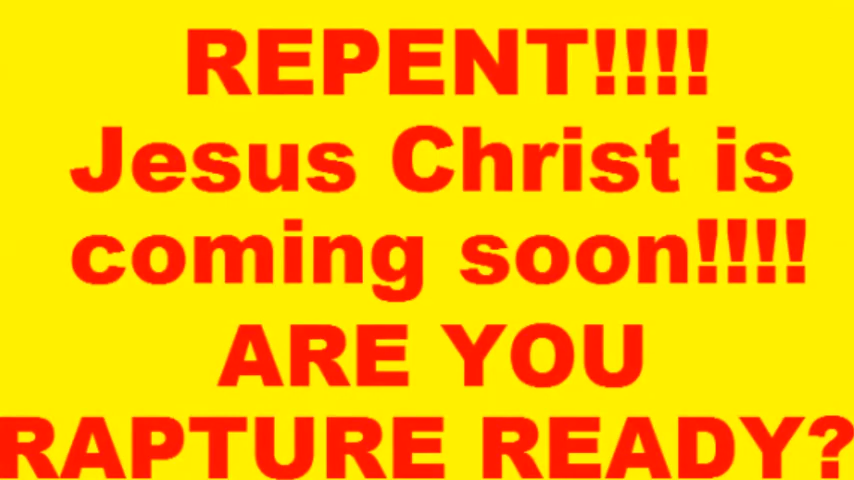 REPENT!!!!
Jesus Christ is
coming soon!!!!
ARE YOU
RAPTURE READY?